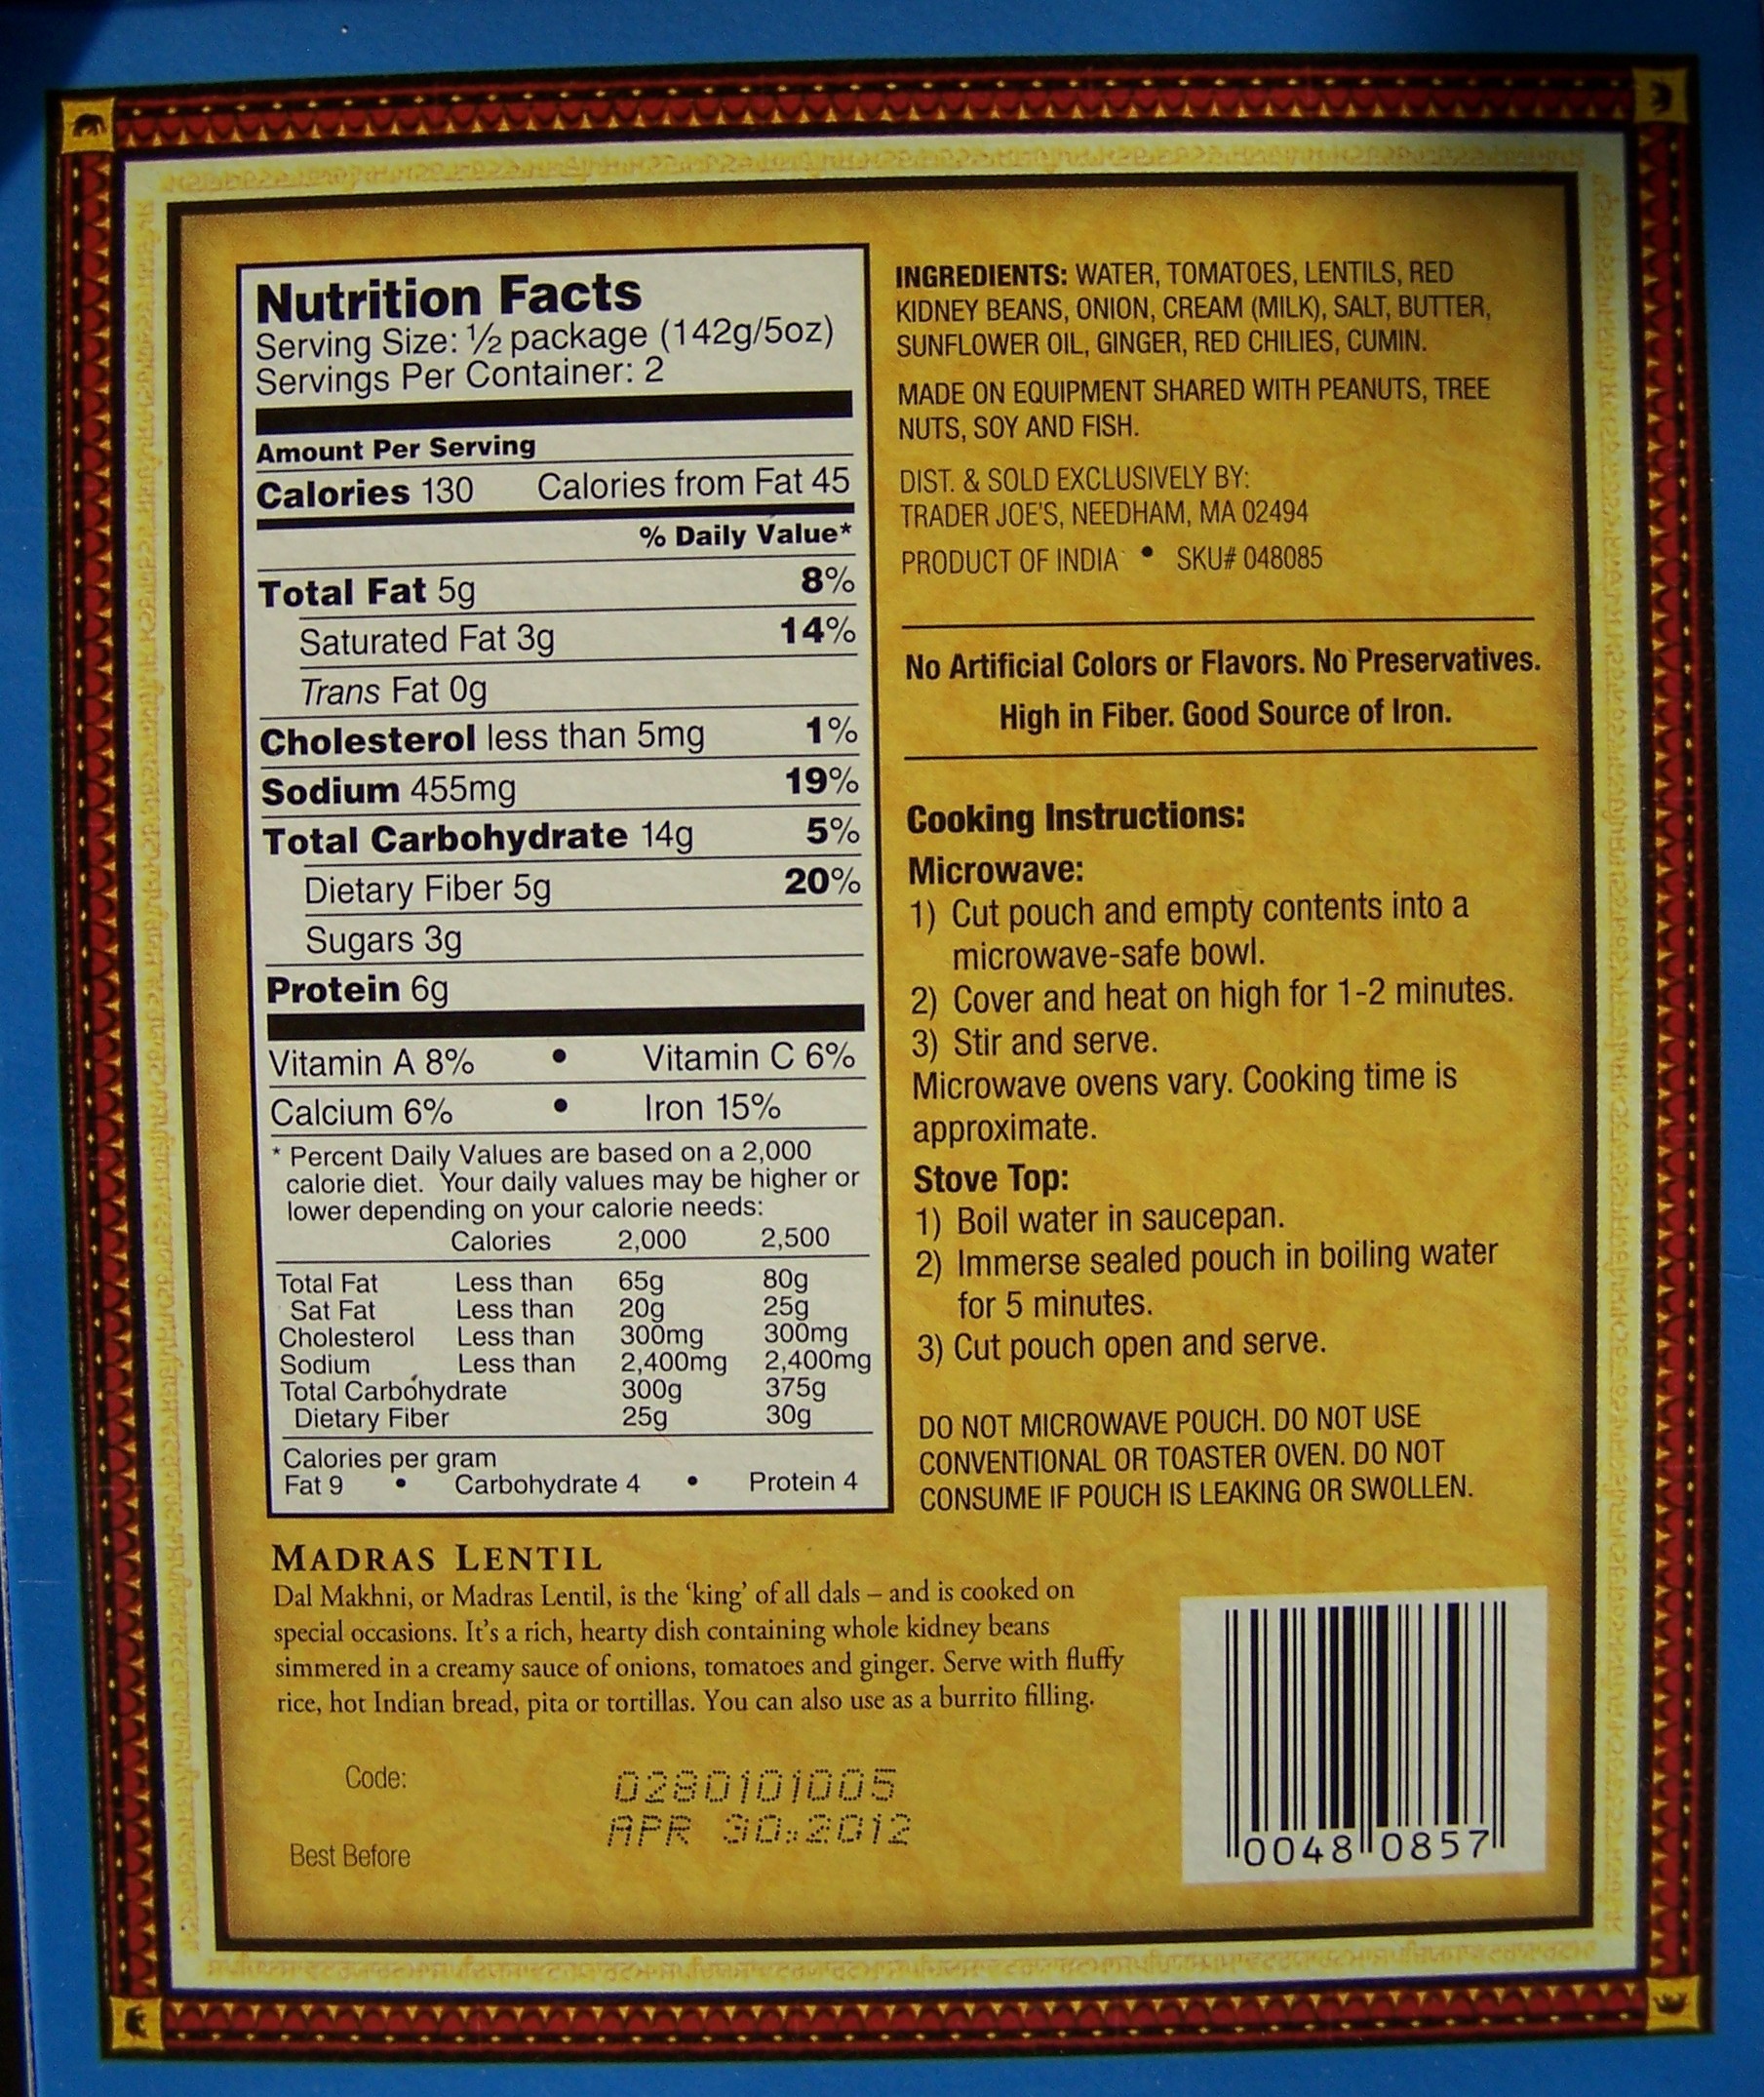 Nutrition Facts
Serving Size: ½ package (142g/5oz)
Servings Per Container: 2
Amount Per Serving
Calories 130 Calories from Fat 45
% Daily Value*
Total Fat 5g 8%
Saturated Fat 3g 14%
Trans Fat 0g
Cholesterol less than 5mg 1%
Sodium 455mg 19%
Total Carbohydrate 14g 5%
Dietary Fiber 5g 20%
Sugars 3g
Protein 6g
Vitamin A 8% • Vitamin C 6%
Calcium 6% • Iron 15%
* Percent Daily Values are based on a 2,000
calorie diet. Your daily values may be higher or
lower depending on your calorie needs:
Calories 2,000 2,500
Total Fat Less than 65g 80g
Sat Fat Less than 20g 25g
Cholesterol Less than 300mg 300mg
Sodium Less than 2,400mg 2,400mg
Total Carbohydrate 300g 375g
Dietary Fiber 25g 30g
Calories per gram
Fat 9 • Carbohydrate 4 • Protein 4
INGREDIENTS: WATER, TOMATOES, LENTILS, RED
KIDNEY BEANS, ONION, CREAM (MILK), SALT, BUTTER,
SUNFLOWER OIL, GINGER, RED CHILIES, CUMIN.
MADE ON EQUIPMENT SHARED WITH PEANUTS, TREE
NUTS, SOY AND FISH.
DIST. & SOLD EXCLUSIVELY BY:
TRADER JOE'S, NEEDHAM, MA 02494
PRODUCT OF INDIA • SKU# 048085
No Artificial Colors or Flavors. No Preservatives.
High in Fiber. Good Source of Iron.
Cooking Instructions:
Microwave:
1) Cut pouch and empty contents into a
microwave-safe bowl.
2) Cover and heat on high for 1-2 minutes.
3) Stir and serve.
Microwave ovens vary. Cooking time is
approximate.
Stove Top:
1) Boil water in saucepan.
2) Immerse sealed pouch in boiling water
for 5 minutes.
3) Cut pouch open and serve.
DO NOT MICROWAVE POUCH. DO NOT USE
CONVENTIONAL OR TOASTER OVEN. DO NOT
CONSUME IF POUCH IS LEAKING OR SWOLLEN.
MADRAS LENTIL
Dal Makhni, or Madras Lentil, is the ‘king’ of all dals – and is cooked on
special occasions. It’s a rich, hearty dish containing whole kidney beans
simmered in a creamy sauce of onions, tomatoes and ginger. Serve with fluffy
rice, hot Indian bread, pita or tortillas. You can also use as a burrito filling.
Code: 0280101005
APR 30.2012
Best Before
0048 0857